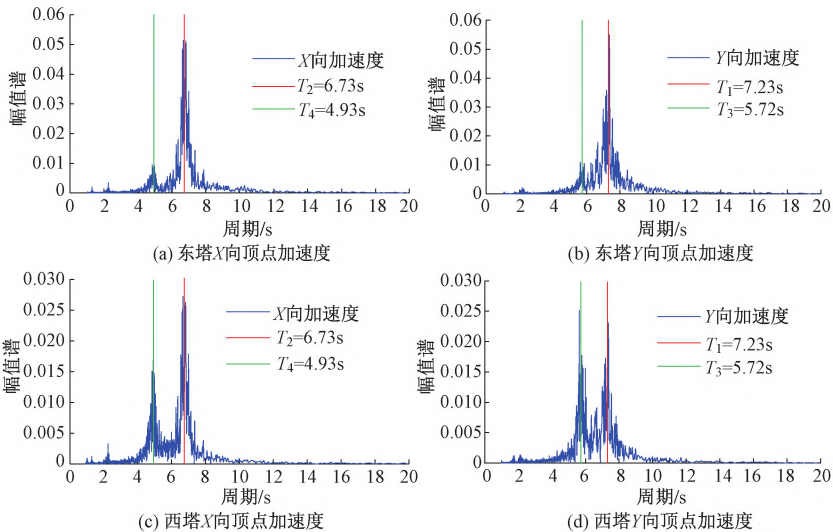 0.06
0.05
0.04
0.03
0.02
0.01
0
幅值谱
X向加速度
T2=6.73s
T4=4.93s
0 2 4 6 8 10 12 14 16 18 20
周期/s
(a) 东塔X向顶点加速度
0.06
0.05
0.04
0.03
0.02
0.01
0
幅值谱
Y向加速度
T1=7.23s
T3=5.72s
0 2 4 6 8 10 12 14 16 18 20
周期/s
(b) 东塔Y向顶点加速度
0.030
0.025
0.020
0.015
0.010
0.005
0
幅值谱
X向加速度
T2=6.73s
T4=4.93s
0 2 4 6 8 10 12 14 16 18 20
周期/s
(c) 西塔X向顶点加速度
0.030
0.025
0.020
0.015
0.010
0.005
0
幅值谱
Y向加速度
T1=7.23s
T3=5.72s
0 2 4 6 8 10 12 14 16 18 20
周期/s
(d) 西塔Y向顶点加速度